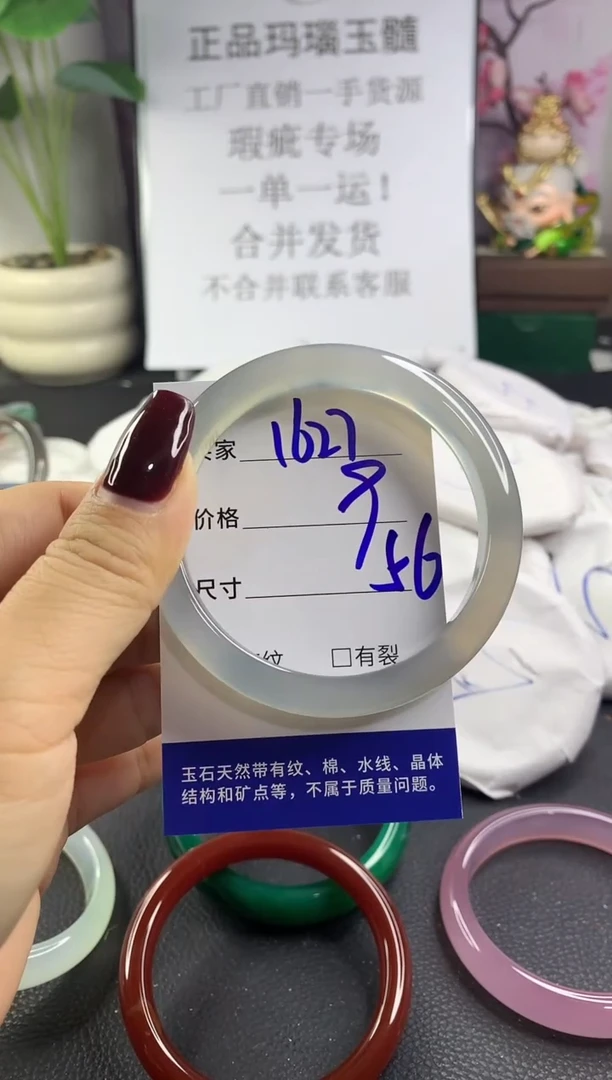 正品玛瑙玉髓
工厂直销一手货源
瑕疵专场
一单一运!
合并发货
不合并联系客服
家 1627
价格 9
尺寸 56
纹 □有裂
玉石天然带有纹、棉、水线、晶体
结构和矿点等，不属于质量问题。